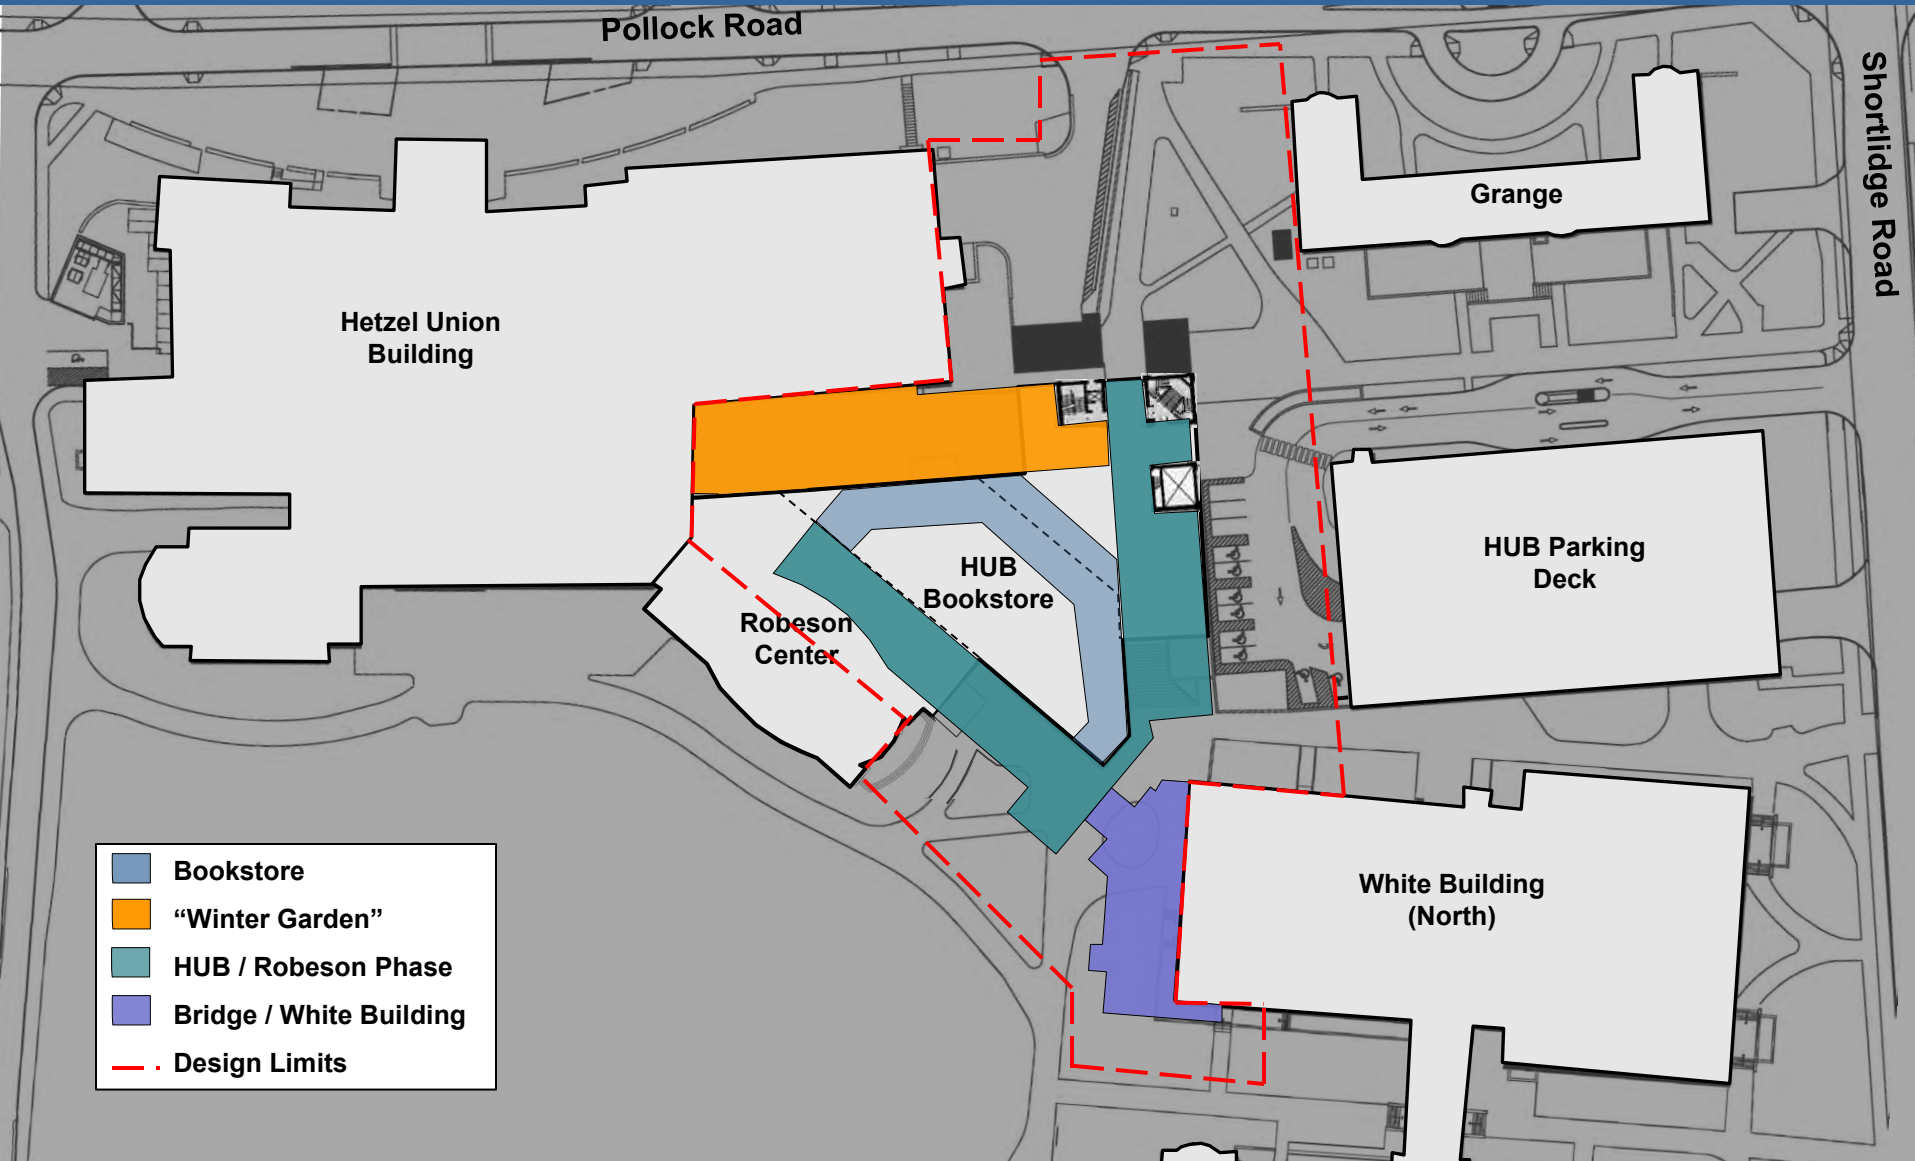 Pollock Road
Shortlidge Road
Grange
Hetzel Union
Building
HUB Parking
Deck
HUB
Bookstore
Robeson
Center
White Building
(North)
Bookstore
“Winter Garden”
HUB / Robeson Phase
Bridge / White Building
Design Limits